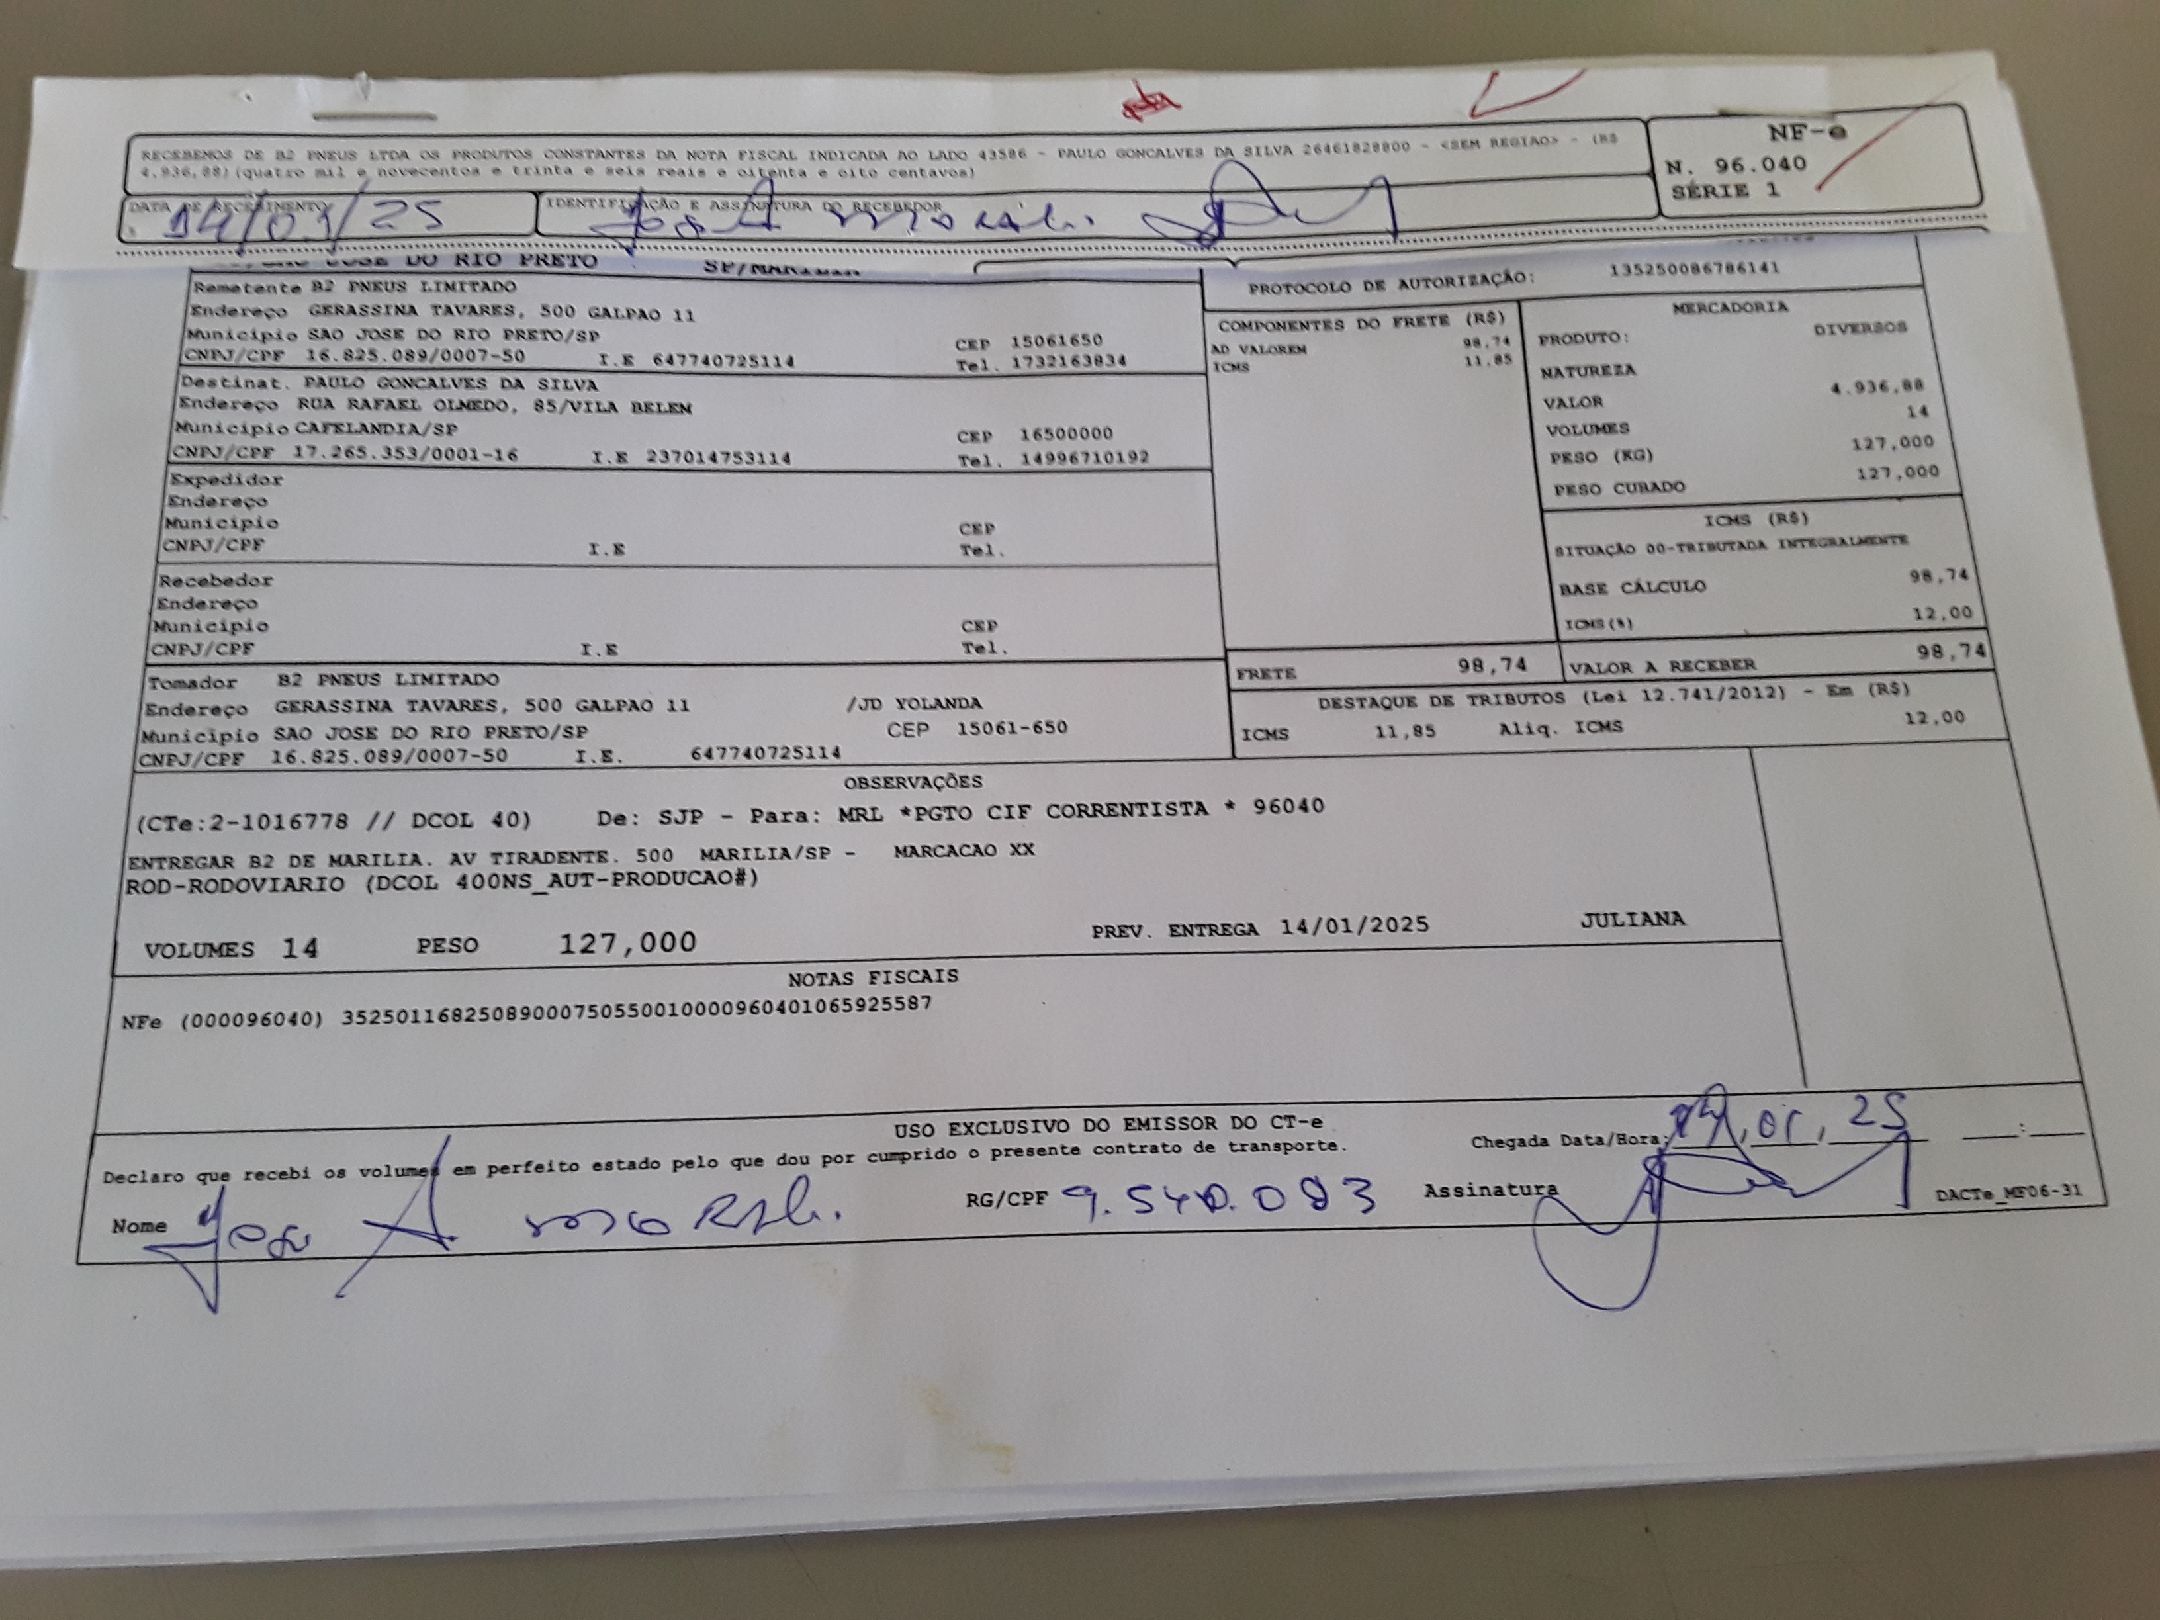 RECEBEMOS DE B2 PNEUS LTDA OS PRODUTOS CONSTANTES DA NOTA FISCAL INDICADA AO LADO 43586 - PAULO GONCALVES DA SILVA 26461828800 - <SEM REGIAO> - (R$
4.936,88)(quatro mil e novecentos e trinta e seis reais e oitenta e oito centavos)
NF-e
N. 96.040
SÉRIE 1
DATA DE RECEBIMENTO
14/01/25
IDENTIFICAÇÃO E ASSINATURA DO RECEBEDOR
JOSE DO RIO PRETO
Remetente B2 PNEUS LIMITADO
Endereço GERASSINA TAVARES, 500 GALPAO 11
Município SAO JOSE DO RIO PRETO/SP CEP 15061650
CNPJ/CPF 16.825.089/0007-50 I.E 647740725114 Tel. 1732163834
Destinat. PAULO GONCALVES DA SILVA
Endereço RUA RAFAEL OLMEDO, 85/VILA BELEM
Município CAFELANDIA/SP CEP 16500000
CNPJ/CPF 17.265.353/0001-16 I.E 237014753114 Tel. 14996710192
Expedidor
Endereço
Município CEP
CNPJ/CPF I.E Tel.
Recebedor
Endereço
Município CEP
CNPJ/CPF I.E Tel.
Tomador B2 PNEUS LIMITADO
Endereço GERASSINA TAVARES, 500 GALPAO 11 /JD YOLANDA
Município SAO JOSE DO RIO PRETO/SP CEP 15061-650
CNPJ/CPF 16.825.089/0007-50 I.E. 647740725114
PROTOCOLO DE AUTORIZAÇÃO: 135250086786141
COMPONENTES DO FRETE (R$)
AD VALOREM 98,74
ICMS 11,85
MERCADORIA
PRODUTO: DIVERSOS
NATUREZA
VALOR 4.936,88
VOLUMES 14
PESO (KG) 127,000
PESO CUBADO 127,000
ICMS (R$)
SITUAÇÃO 00-TRIBUTADA INTEGRALMENTE
BASE CÁLCULO 98,74
ICMS(%) 12,00
FRETE 98,74
VALOR A RECEBER 98,74
DESTAQUE DE TRIBUTOS (Lei 12.741/2012) - Em (R$)
ICMS 11,85 Aliq. ICMS 12,00
OBSERVAÇÕES
(CTe:2-1016778 // DCOL 40) De: SJP - Para: MRL *PGTO CIF CORRENTISTA * 96040
ENTREGAR B2 DE MARILIA. AV TIRADENTE. 500 MARILIA/SP - MARCACAO XX
ROD-RODOVIARIO (DCOL 400NS_AUT-PRODUCAO#)
VOLUMES 14 PESO 127,000 PREV. ENTREGA 14/01/2025 JULIANA
NOTAS FISCAIS
NFe (000096040) 35250116825089000750550010000960401065925587
USO EXCLUSIVO DO EMISSOR DO CT-e
Declaro que recebi os volumes em perfeito estado pelo que dou por cumprido o presente contrato de transporte.
Chegada Data/Hora: 14, 01, 25 :
Nome
RG/CPF 9.540.093
Assinatura
DACTe_MF06-31